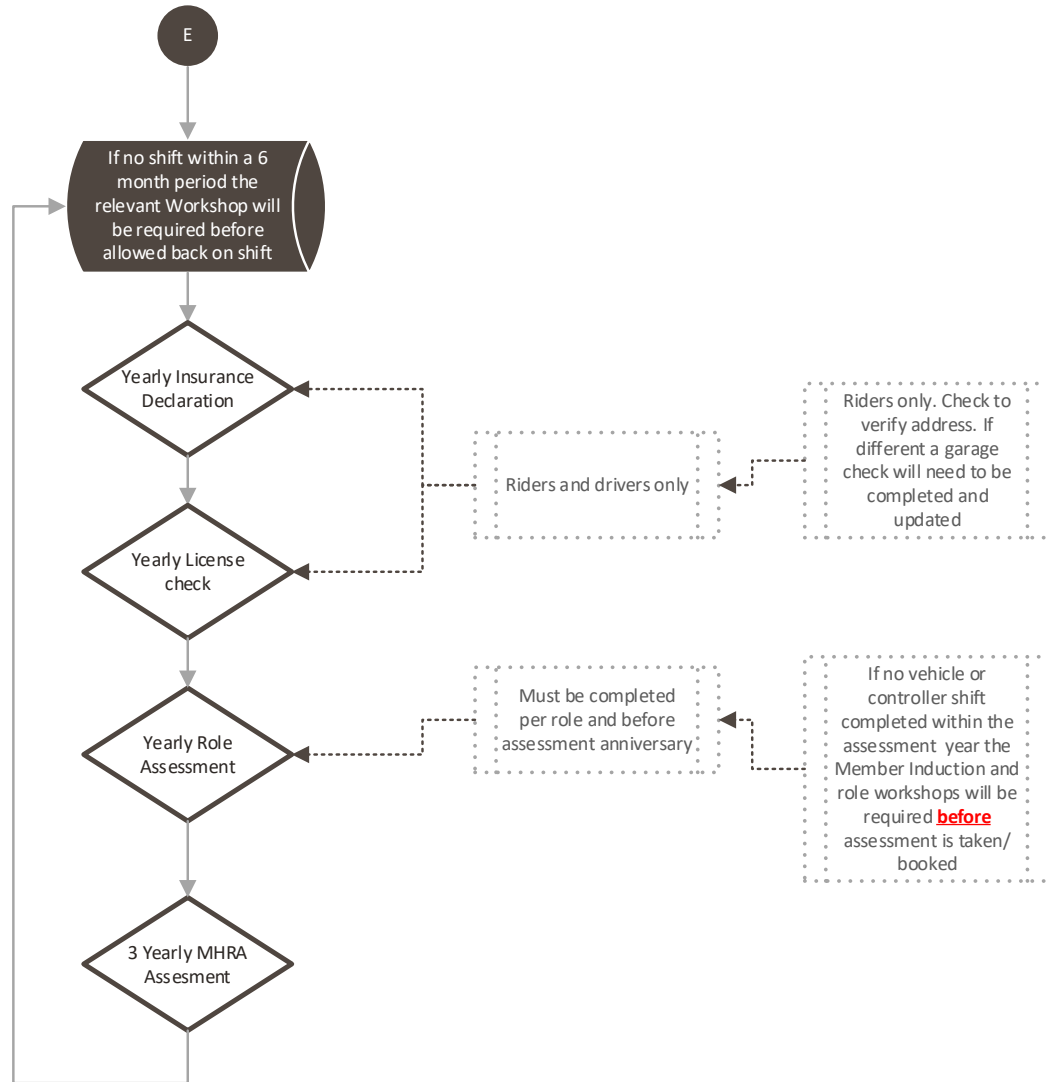 E
If no shift within a 6
month period the
relevant Workshop will
be required before
allowed back on shift
Yearly Insurance
Declaration
Riders and drivers only
Riders only. Check to
verify address. If
different a garage
check will need to be
completed and
updated
Yearly License
check
Yearly Role
Assessment
Must be completed
per role and before
assessment anniversary
If no vehicle or
controller shift
completed within the
assessment year the
Member Induction and
role workshops will be
required before
assessment is taken/
booked
3 Yearly MHRA
Assesment